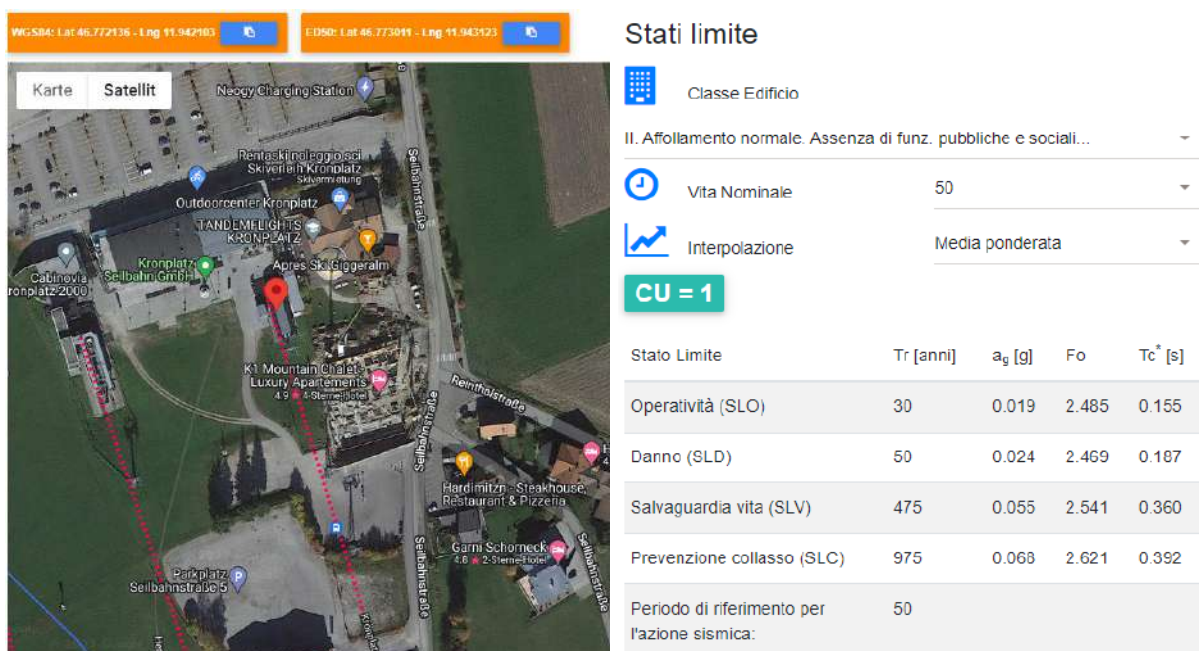 WGS84: Lat 46.772136 - Lng 11.942103
ED50: Lat 46.773011 - Lng 11.943123
Karte
Satellit
Neogy Charging Station
Rentaski noleggio sci
Skiverleih Kronplatz
Skivermietung
Outdoorcenter Kronplatz
TANDEMFLIGHTS
KRONPLATZ
Seilbahnstraße
Kronplatz
Seilbahn GmbH
Apres Ski Giggeralm
Cabinovia
ronplatz 2000
K1 Mountain Chalet -
Luxury Apartements
4.9 ★ 4-Sterne-Hotel
Reintholstraße
Seilbahnstraße
Hardimitzn - Steakhouse,
Restaurant & Pizzeria
Garni Schorneck
4.6 ★ 2-Sterne-Hotel
Seilbahnstraße
Seilbahnstraße
Parkplatz
Seilbahnstraße 5
P
Stati limite
Classe Edificio
II. Affollamento normale. Assenza di funz. pubbliche e sociali...
Vita Nominale 50
Interpolazione Media ponderata
CU = 1
Stato Limite Tr [anni] ag [g] Fo Tc* [s]
Operatività (SLO) 30 0.019 2.485 0.155
Danno (SLD) 50 0.024 2.469 0.187
Salvaguardia vita (SLV) 475 0.055 2.541 0.360
Prevenzione collasso (SLC) 975 0.068 2.621 0.392
Periodo di riferimento per 50
l'azione sismica: